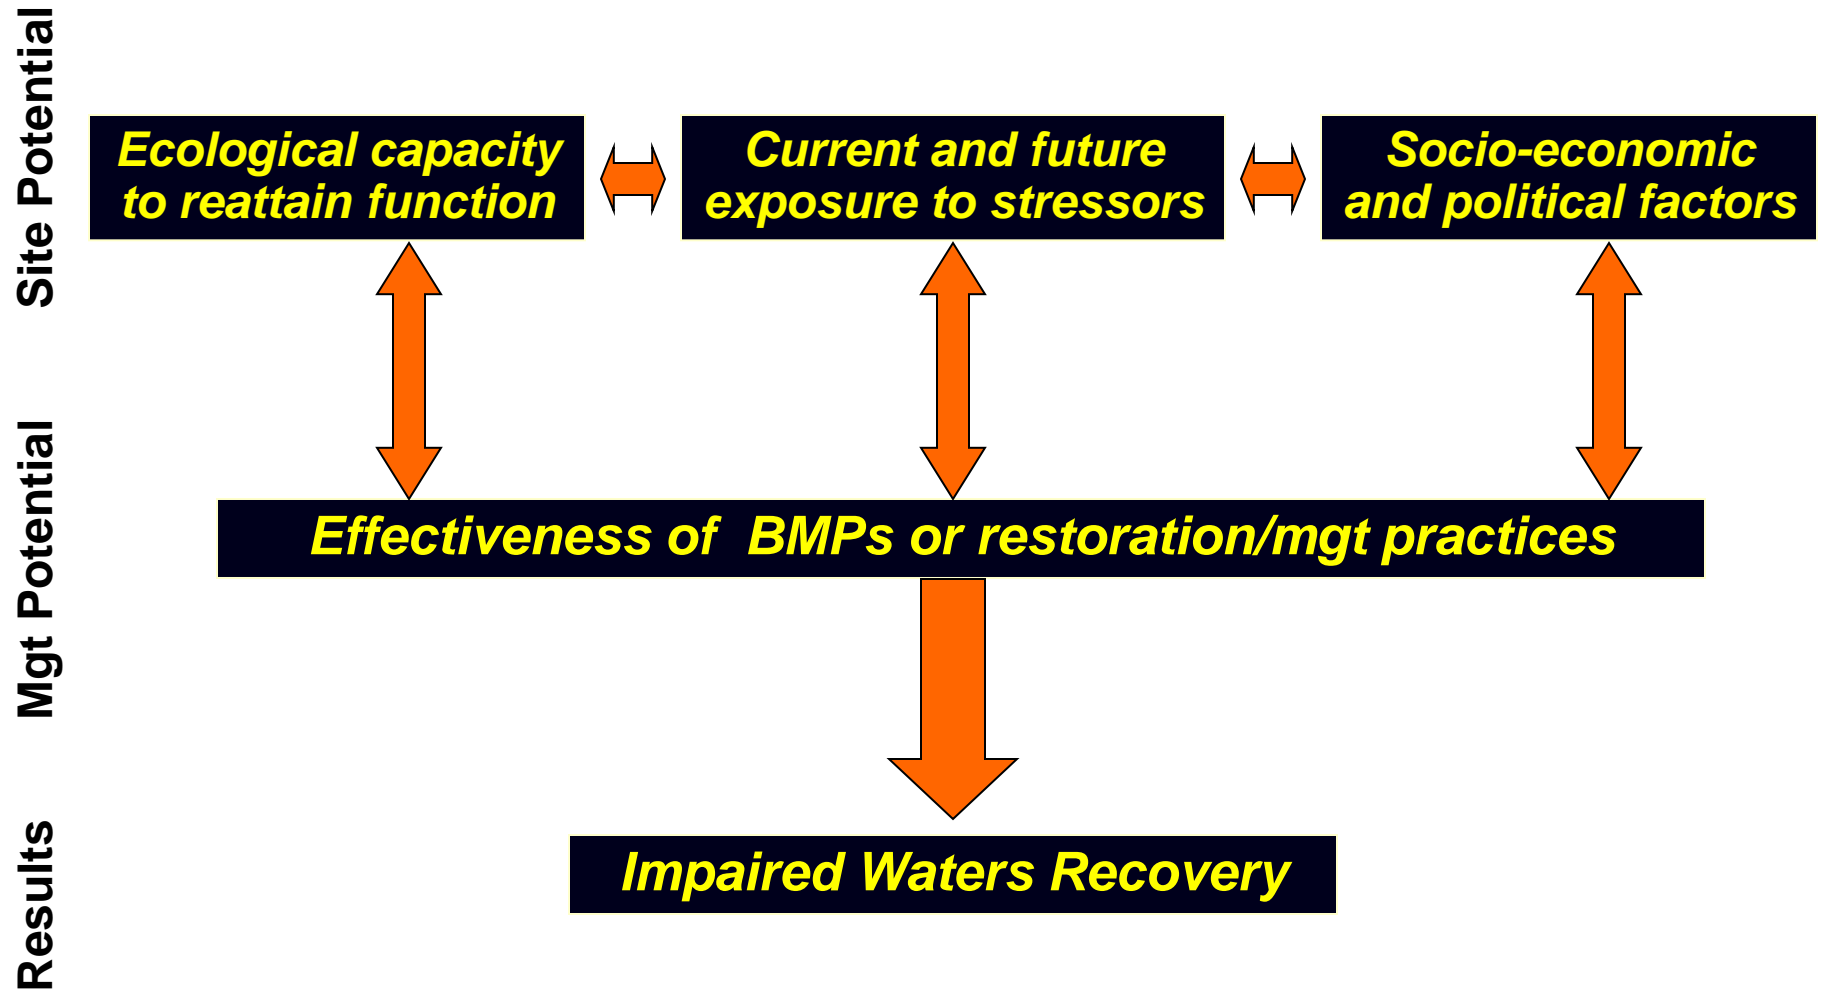 Site Potential
Ecological capacity
to reattain function
Current and future
exposure to stressors
Socio-economic
and political factors
Mgt Potential
Effectiveness of  BMPs or restoration/mgt practices
Results
Impaired Waters Recovery